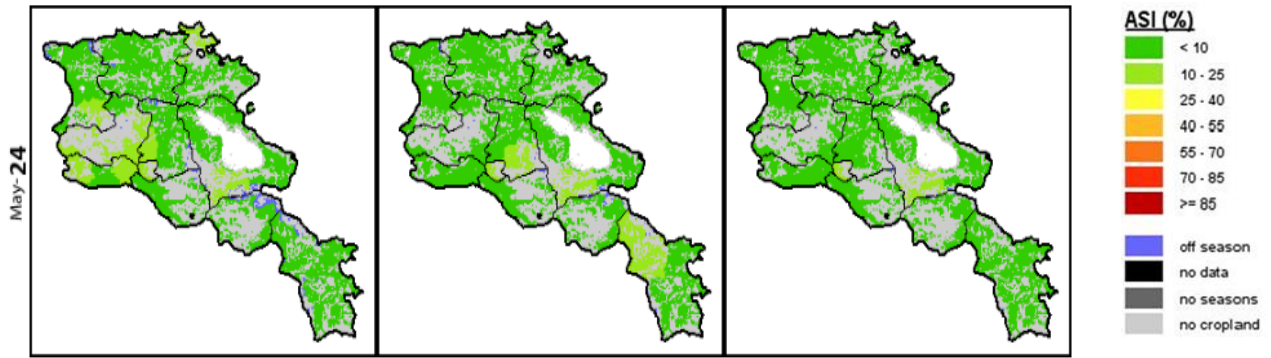 May-24
ASI (%)
< 10
10 - 25
25 - 40
40 - 55
55 - 70
70 - 85
>= 85
off season
no data
no seasons
no cropland